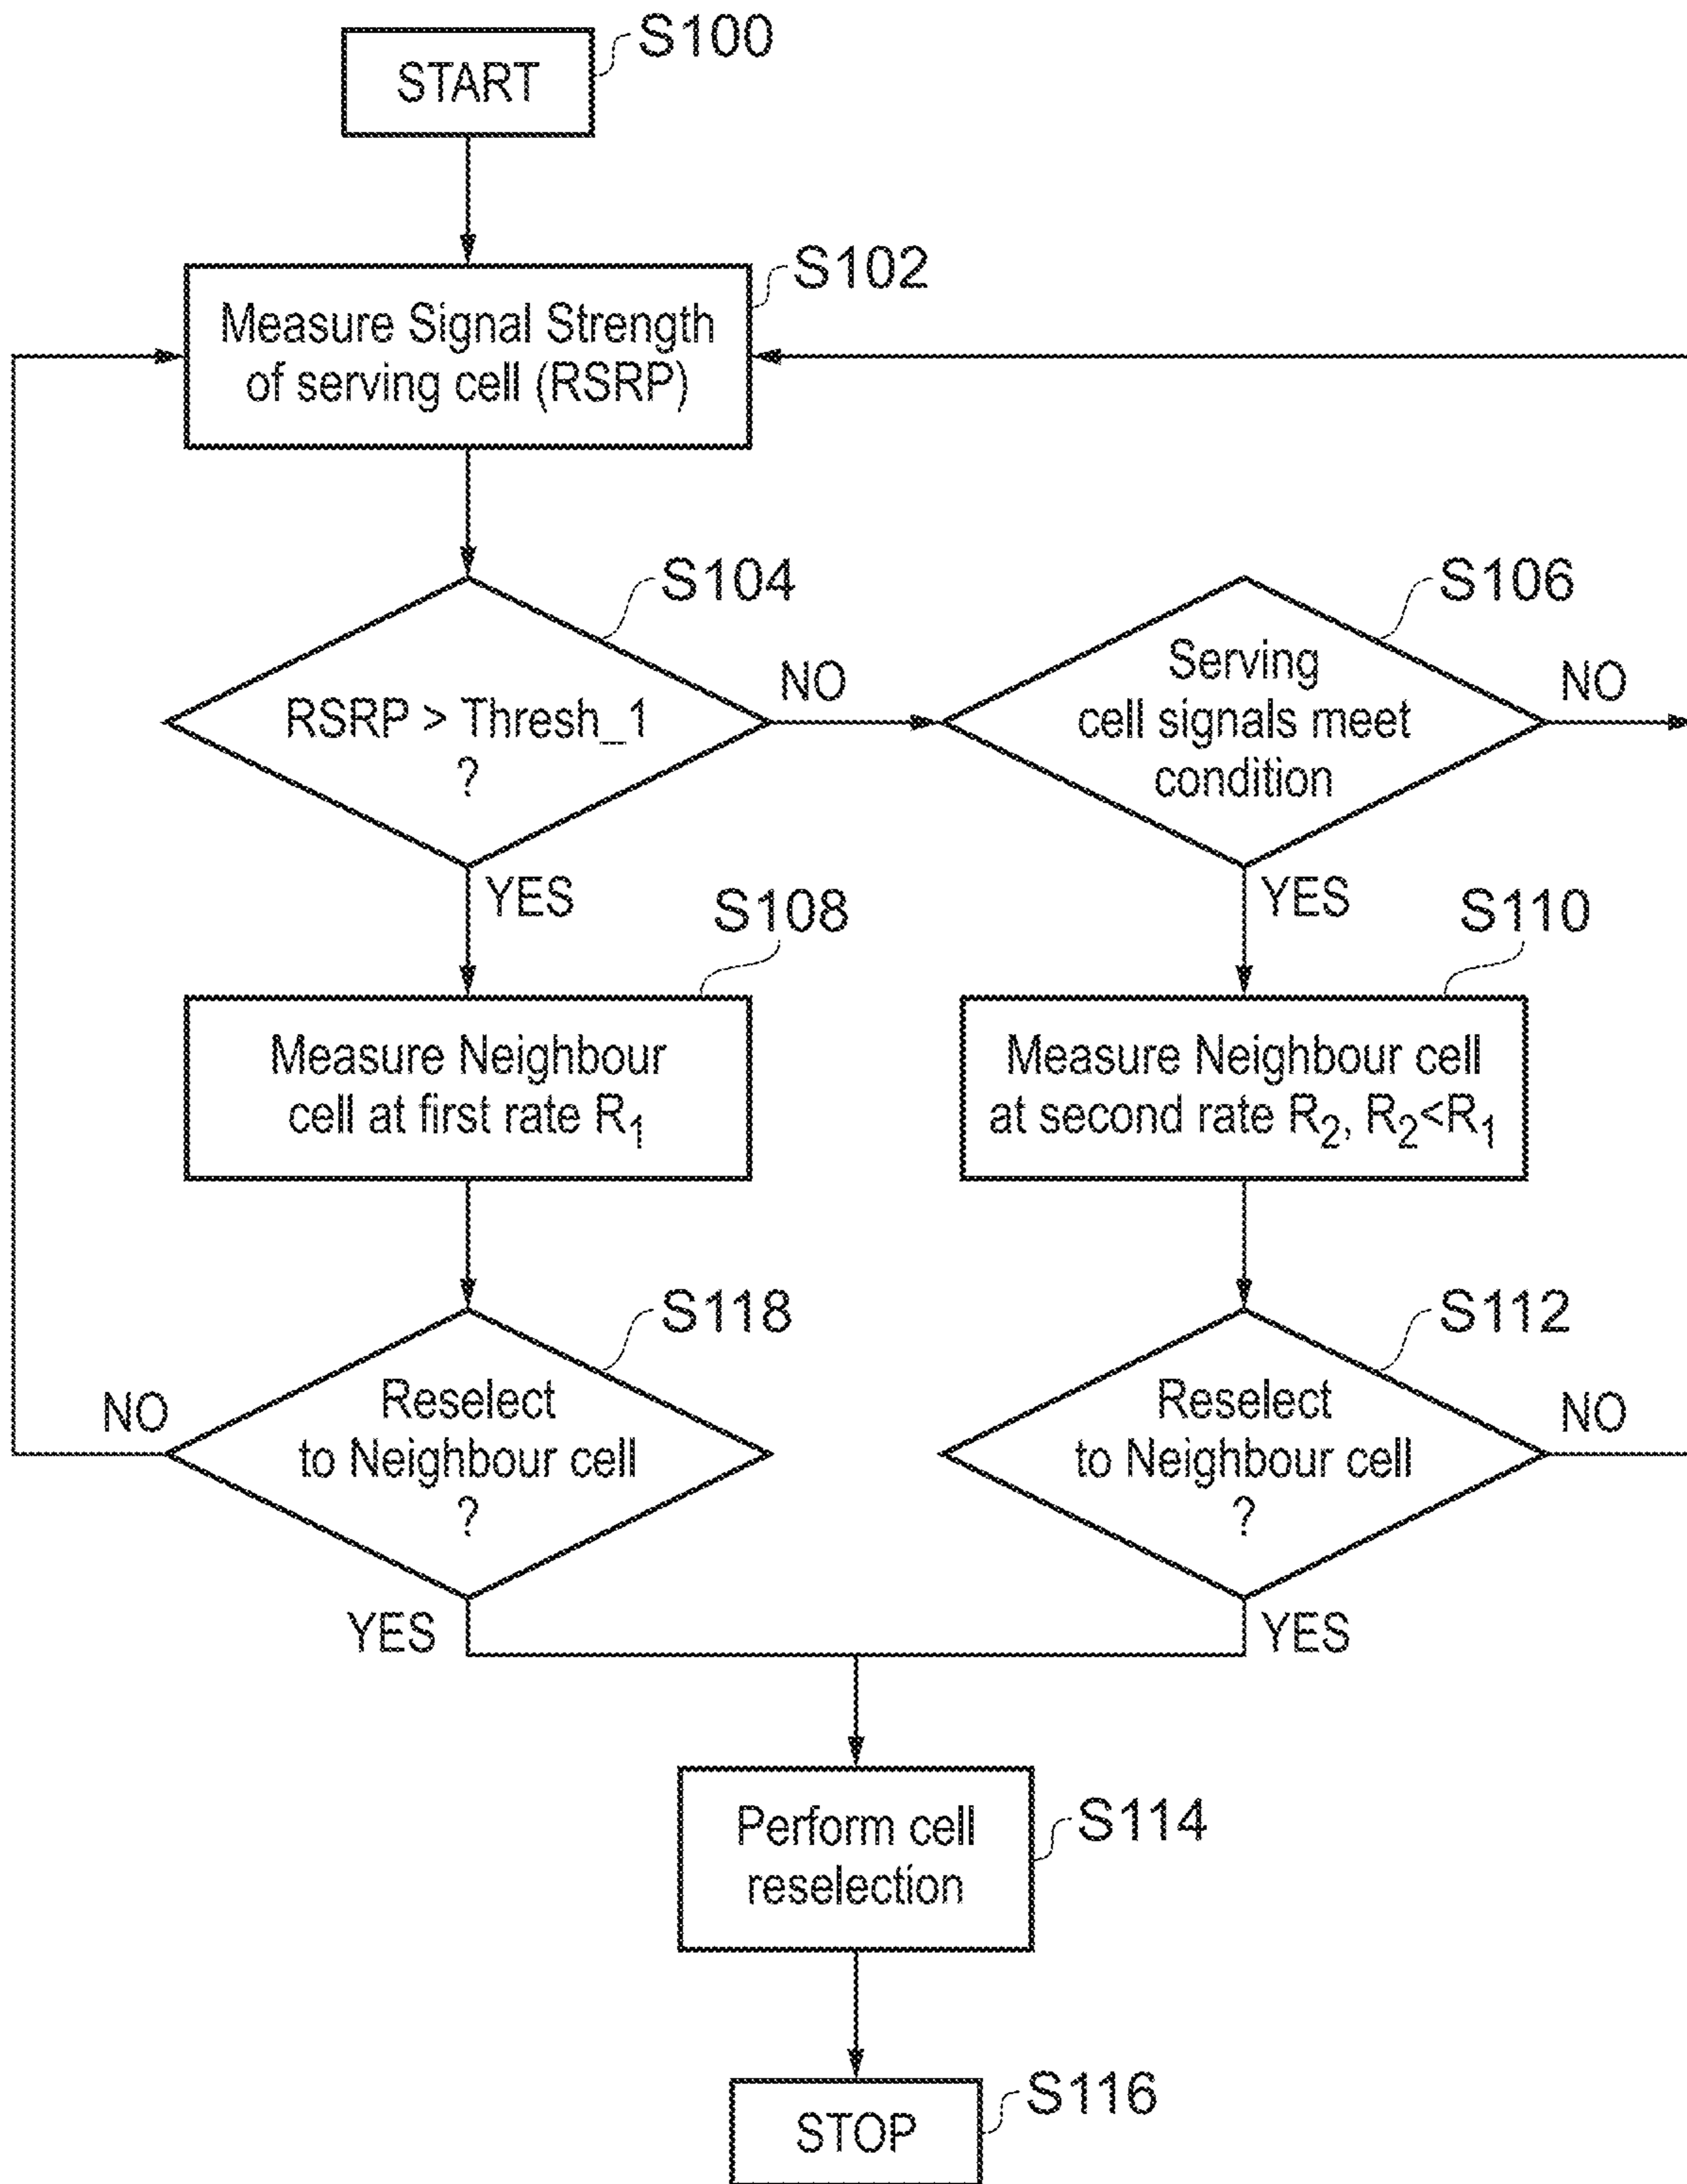 START
S100
S102
Measure Signal Strength
of serving cell (RSRP)
S104
RSRP > Thresh_1
?
NO
YES
S106
Serving
cell signals meet
condition
NO
YES
S108
Measure Neighbour
cell at first rate R₁
S110
Measure Neighbour cell
at second rate R₂, R₂<R₁
S118
Reselect
to Neighbour cell
?
NO
YES
S112
Reselect
to Neighbour cell
?
NO
YES
Perform cell
reselection
S114
STOP
S116